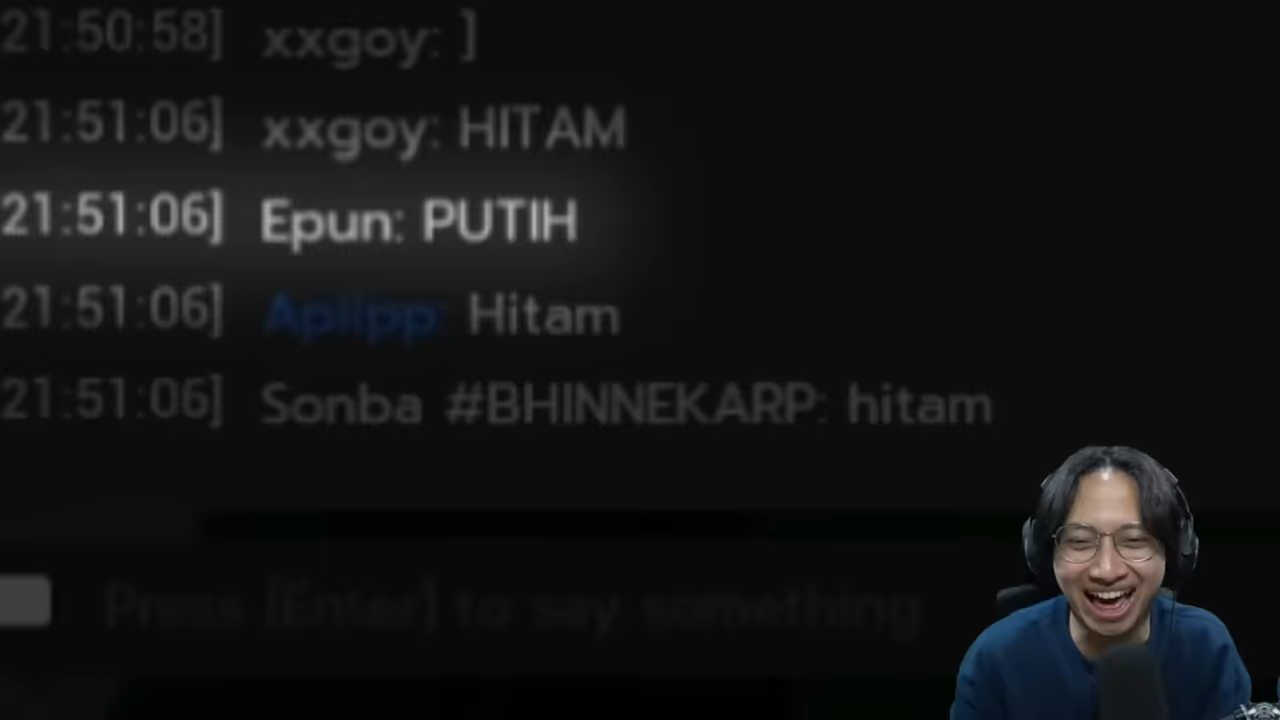 21:50:58] xxgoy: ]
21:51:06] xxgoy: HITAM
21:51:06] Epun: PUTIH
21:51:06] Apiipp: Hitam
21:51:06] Sonba #BHINNEKARP: hitam
Press [Enter] to say something